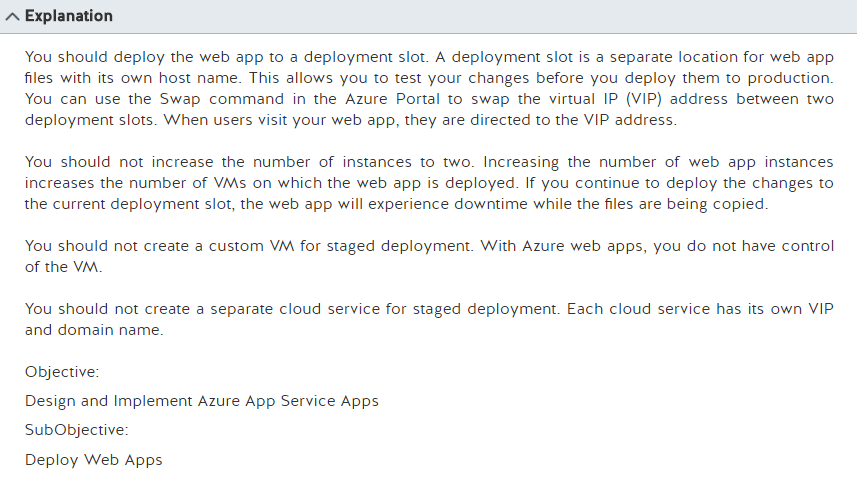 Explanation
You should deploy the web app to a deployment slot. A deployment slot is a separate location for web app
files with its own host name. This allows you to test your changes before you deploy them to production.
You can use the Swap command in the Azure Portal to swap the virtual IP (VIP) address between two
deployment slots. When users visit your web app, they are directed to the VIP address.
You should not increase the number of instances to two. Increasing the number of web app instances
increases the number of VMs on which the web app is deployed. If you continue to deploy the changes to
the current deployment slot, the web app will experience downtime while the files are being copied.
You should not create a custom VM for staged deployment. With Azure web apps, you do not have control
of the VM.
You should not create a separate cloud service for staged deployment. Each cloud service has its own VIP
and domain name.
Objective:
Design and Implement Azure App Service Apps
SubObjective:
Deploy Web Apps